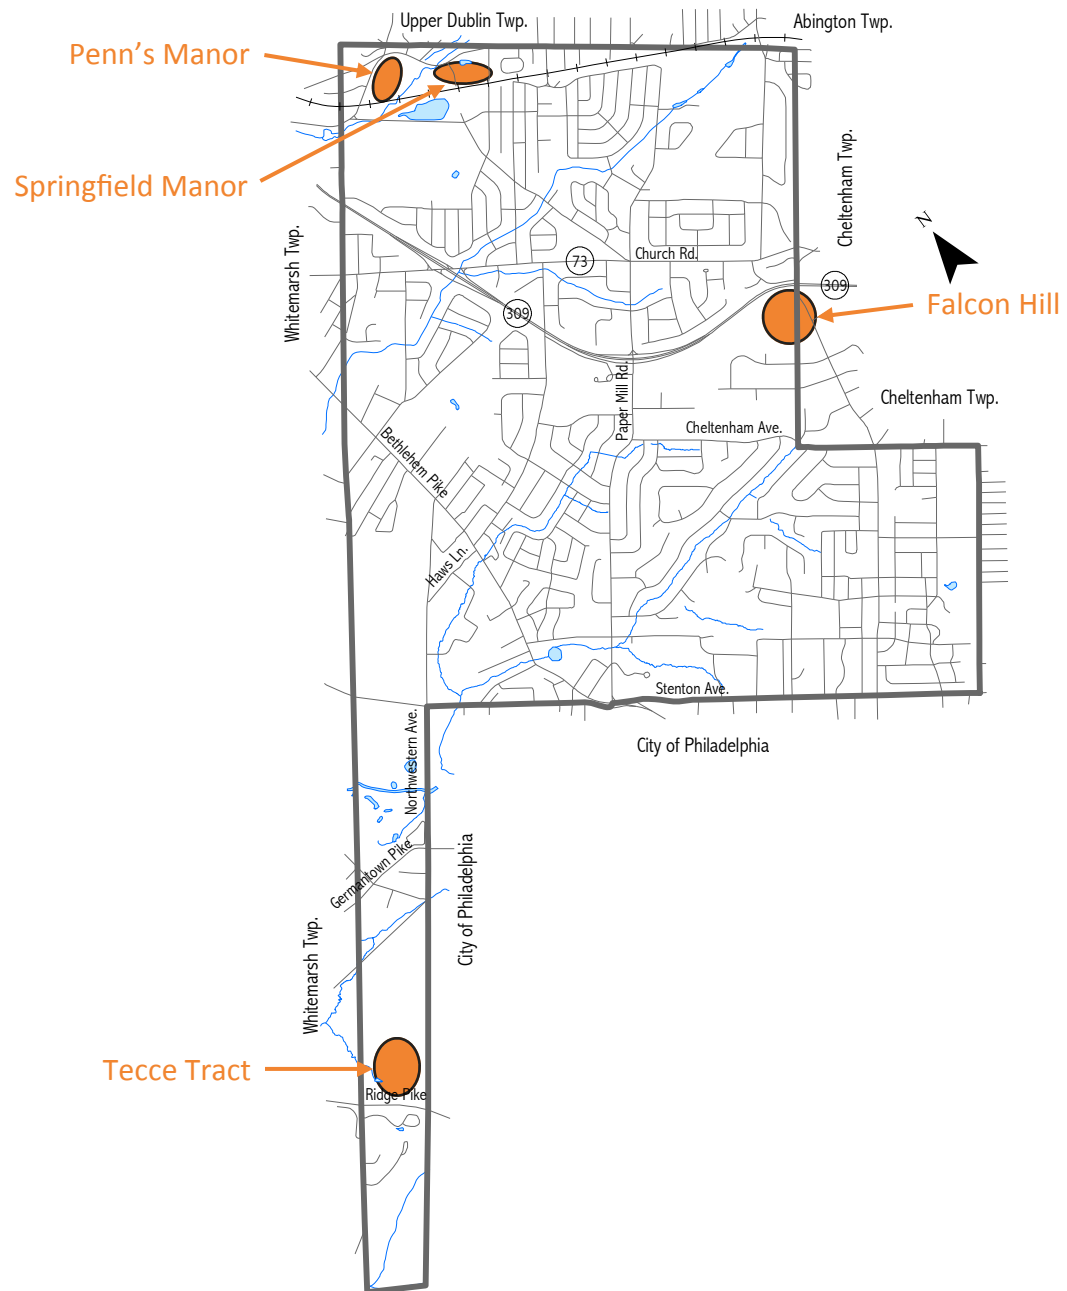 Upper Dublin Twp.
Abington Twp.
Penn's Manor
Springfield Manor
Cheltenham Twp.
N
Whitemarsh Twp.
Church Rd.
73
309
309
Falcon Hill
Paper Mill Rd.
Cheltenham Twp.
Cheltenham Ave.
Bethlehem Pike
Haws Ln.
Stenton Ave.
Northwestern Ave.
City of Philadelphia
Germantown Pike
City of Philadelphia
Whitemarsh Twp.
Tecce Tract
Ridge Pike